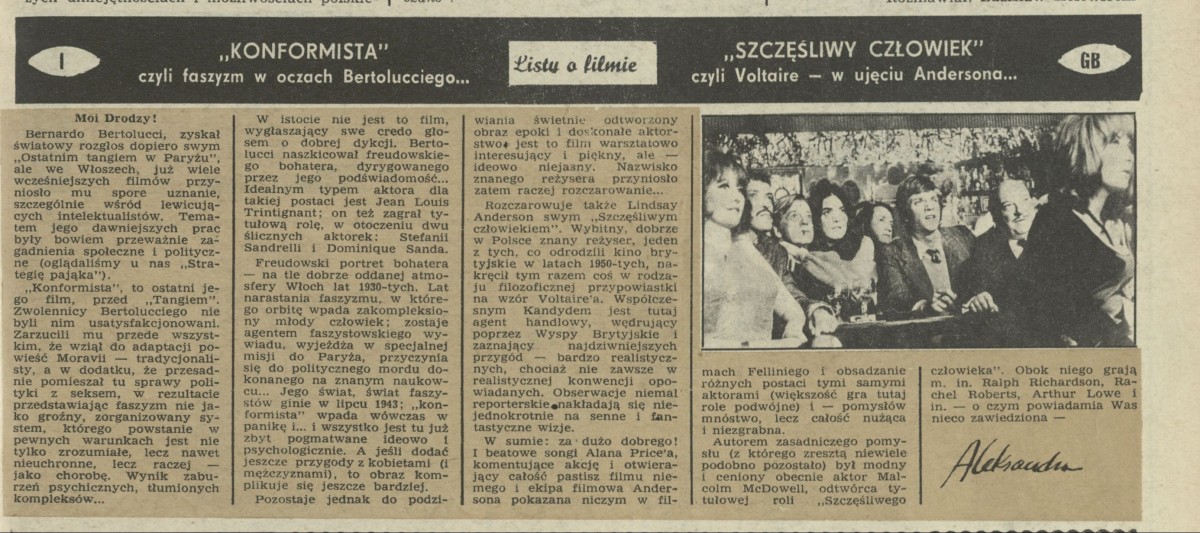 I
„KONFORMISTA”
czyli faszyzm w oczach Bertolucciego...
Listy o filmie
„SZCZĘŚLIWY CZŁOWIEK”
czyli Voltaire — w ujęciu Andersona...
GB
Moi Drodzy!
Bernardo Bertolucci, zyskał
światowy rozgłos dopiero swym
„Ostatnim tangiem w Paryżu”,
ale we Włoszech, już wiele
wcześniejszych filmów przy-
niosło mu spore uznanie,
szczególnie wśród lewicują-
cych intelektualistów. Tema-
tem jego dawniejszych prac
były bowiem przeważnie za-
gadnienia społeczne i politycz-
ne (oglądaliśmy u nas „Stra-
tegię pająka”).
„Konformista”, to ostatni je-
go film, przed „Tangiem”.
Zwolennicy Bertolucciego nie
byli nim usatysfakcjonowani.
Zarzucili mu przede wszyst-
kim, że wziął do adaptacji po-
wieść Moravii — tradycjonali-
sty, a w dodatku, że przesad-
nie pomieszał tu sprawy poli-
tyki z seksem, w rezultacie
przedstawiając faszyzm nie ja-
ko groźny, zorganizowany sy-
stem, którego powstanie w
pewnych warunkach jest nie
tylko zrozumiałe, lecz nawet
nieuchronne, lecz raczej —
jako chorobę. Wynik zabu-
rzeń psychicznych, tłumionych
kompleksów...
W istocie nie jest to film,
wygłaszający swe credo gło-
sem o dobrej dykcji. Berto-
lucci naszkicował freudowskie-
go bohatera, dyrygowanego
przez jego podświadomość...
Idealnym typem aktora dla
takiej postaci jest Jean Louis
Trintignant; on też zagrał ty-
tułową rolę, w otoczeniu dwu
ślicznych aktorek: Stefanii
Sandrelli i Dominique Sanda.
Freudowski portret bohatera
— na tle dobrze oddanej atmo-
sfery Włoch lat 1930-tych. Lat
narastania faszyzmu, w które-
go orbitę wpada zakompleksio-
ny młody człowiek; zostaje
agentem faszystowskiego wy-
wiadu, wyjeżdża w specjalnej
misji do Paryża, przyczynia
się do politycznego mordu do-
konanego na znanym naukow-
cu... Jego świat, świat faszy-
stów ginie w lipcu 1943; „kon-
formista” wpada wówczas w
panikę i... i wszystko jest tu już
zbyt pogmatwane ideowo i
psychologicznie. A jeśli dodać
jeszcze przygody z kobietami (i
mężczyznami), to obraz kom-
plikuje się jeszcze bardziej.
Pozostaje jednak do podzi-
wiania świetnie odtworzony
obraz epoki i doskonałe aktor-
stwo, jest to film warsztatowo
interesujący i piękny, ale —
ideowo niejasny. Nazwisko
znanego reżysera przyniosło
zatem raczej rozczarowanie...
Rozczarowuje także Lindsay
Anderson swym „Szczęśliwym
człowiekiem”. Wybitny, dobrze
w Polsce znany reżyser, jeden
z tych, co odrodzili kino bry-
tyjskie w latach 1950-tych, na-
kręcił tym razem coś w rodza-
ju filozoficznej przypowiastki
na wzór Voltaire'a. Współcze-
snym Kandydem jest tutaj
agent handlowy, wędrujący
poprzez Wyspy Brytyjskie i
zaznający najdziwniejszych
przygód — bardzo realistycz-
nych, chociaż nie zawsze w
realistycznej konwencji opo-
wiadanych. Obserwacje niemal
reporterskie nakładają się nie-
jednokrotnie na senne i fan-
tastyczne wizje.
W sumie: za dużo dobrego!
I beatowe songi Alana Price'a,
komentujące akcję i otwiera-
jący całość pastisz filmu nie-
mego i ekipa filmowa Ander-
sona pokazana niczym w fil-
mach Felliniego i obsadzanie
różnych postaci tymi samymi
aktorami (większość gra tutaj
role podwójne) i — pomysłów
mnóstwo, lecz całość nużąca
i niezgrabna.
Autorem zasadniczego pomy-
słu (z którego zresztą niewiele
podobno pozostało) był modny
i ceniony obecnie aktor Mal-
colm McDowell, odtwórca ty-
tułowej roli „Szczęśliwego
człowieka”. Obok niego grają
m. in. Ralph Richardson, Ra-
chel Roberts, Arthur Lowe i
in. — o czym powiadamia Was
nieco zawiedziona —
Aleksandra